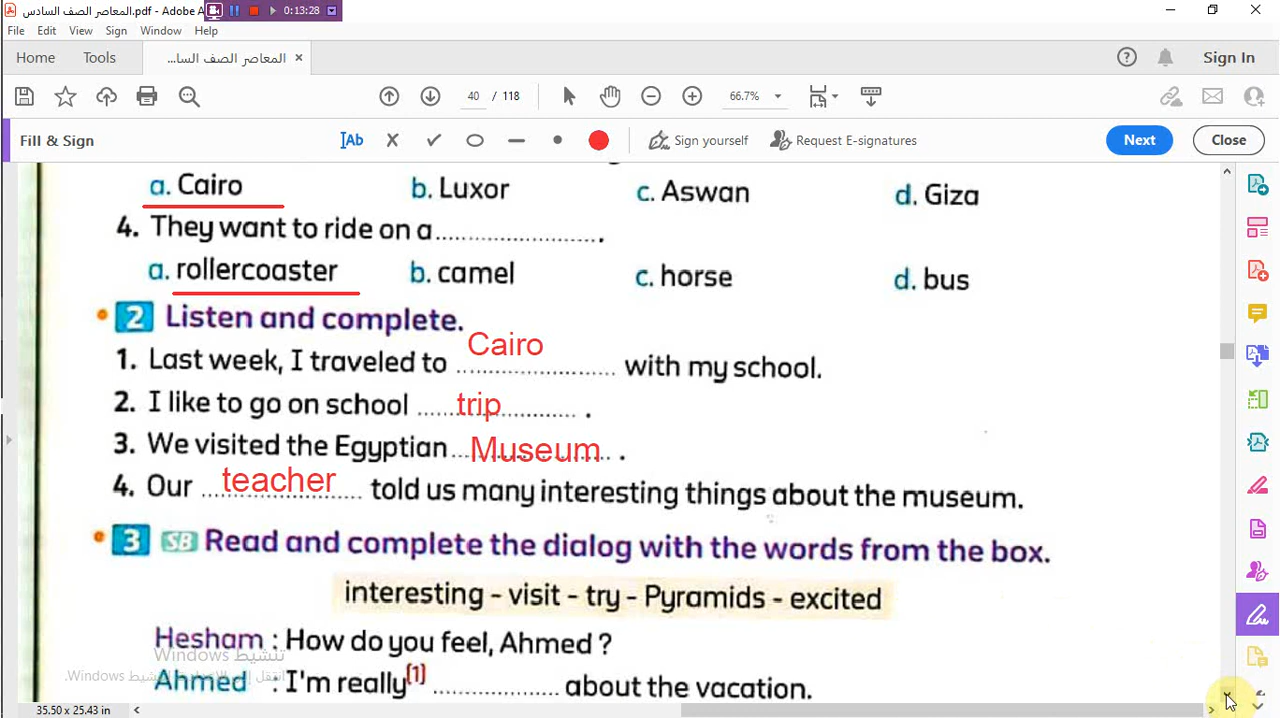 المعاصر الصف السادس.pdf - Adobe A
0:13:28
File Edit View Sign Window Help
Home Tools المعاصر الصف السا... × Sign In
40 / 118 66.7%
Fill & Sign Ab Sign yourself Request E-signatures Next Close
a. Cairo b. Luxor c. Aswan d. Giza
4. They want to ride on a .............................. .
a. rollercoaster b. camel c. horse d. bus
2 Listen and complete.
1. Last week, I traveled to Cairo with my school.
2. I like to go on school trip .
3. We visited the Egyptian Museum .
4. Our teacher told us many interesting things about the museum.
3 SB Read and complete the dialog with the words from the box.
interesting - visit - try - Pyramids - excited
Hesham : How do you feel, Ahmed ?
تنشيط Windows
Ahmed : I'm really (1) .................... about the vacation.
35.50 x 25.43 in